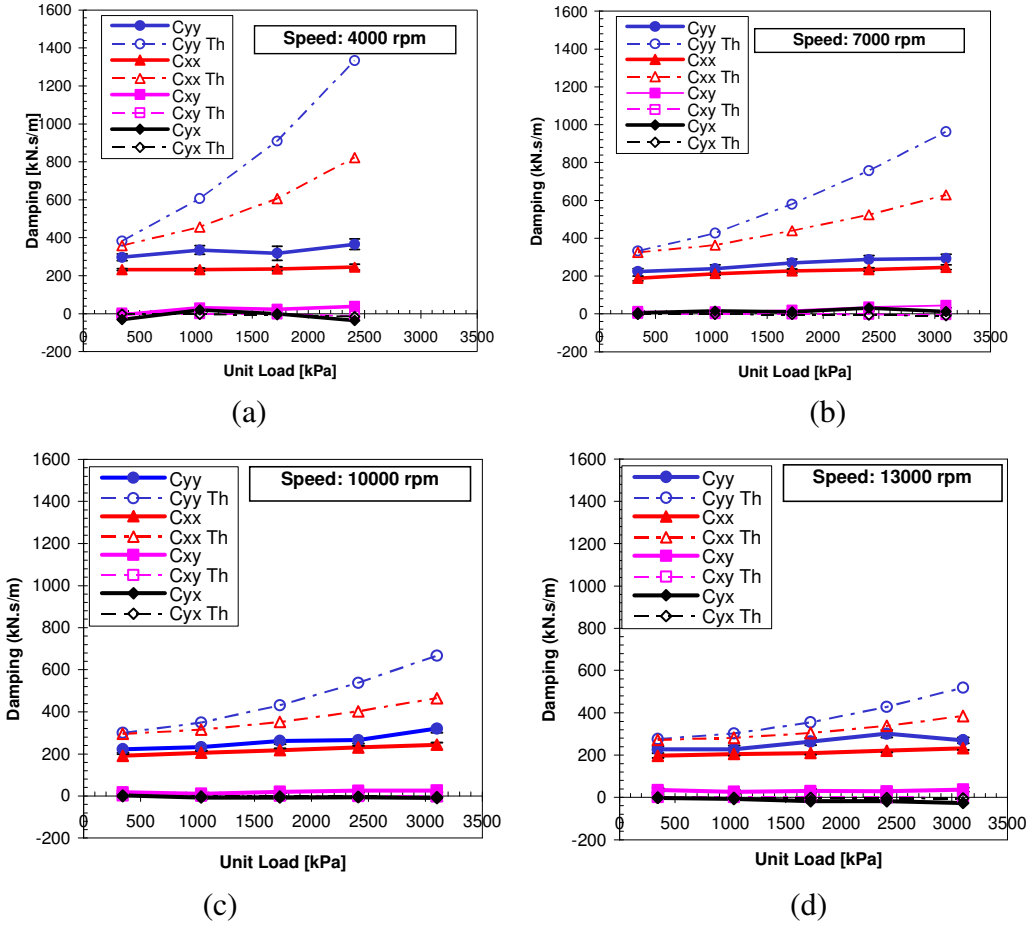 1600
1400
1200
1000
800
600
400
200
0
-200
Damping [kN.s/m]
Cyy
Cyy Th
Cxx
Cxx Th
Cxy
Cxy Th
Cyx
Cyx Th
Speed: 4000 rpm
0 500 1000 1500 2000 2500 3000 3500
Unit Load [kPa]
(a)
1600
1400
1200
1000
800
600
400
200
0
-200
Damping (kN.s/m)
Cyy
Cyy Th
Cxx
Cxx Th
Cxy
Cxy Th
Cyx
Cyx Th
Speed: 7000 rpm
0 500 1000 1500 2000 2500 3000 3500
Unit Load [kPa]
(b)
1600
1400
1200
1000
800
600
400
200
0
-200
Damping (kN.s/m)
Cyy
Cyy Th
Cxx
Cxx Th
Cxy
Cxy Th
Cyx
Cyx Th
Speed: 10000 rpm
0 500 1000 1500 2000 2500 3000 3500
Unit Load [kPa]
(c)
1600
1400
1200
1000
800
600
400
200
0
-200
Damping (kN.s/m)
Cyy
Cyy Th
Cxx
Cxx Th
Cxy
Cxy Th
Cyx
Cyx Th
Speed: 13000 rpm
0 500 1000 1500 2000 2500 3000 3500
Unit Load [kPa]
(d)